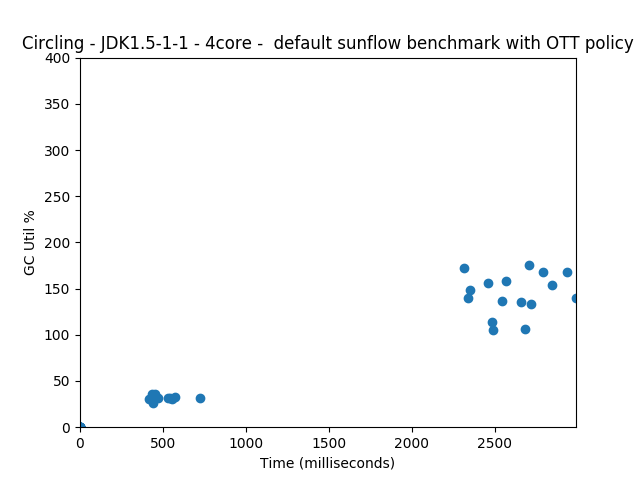 Circling - JDK1.5-1-1 - 4core -  default sunflow benchmark with OTT policy
400
350
300
250
200
150
100
50
0
GC Util %
0 500 1000 1500 2000 2500
Time (milliseconds)